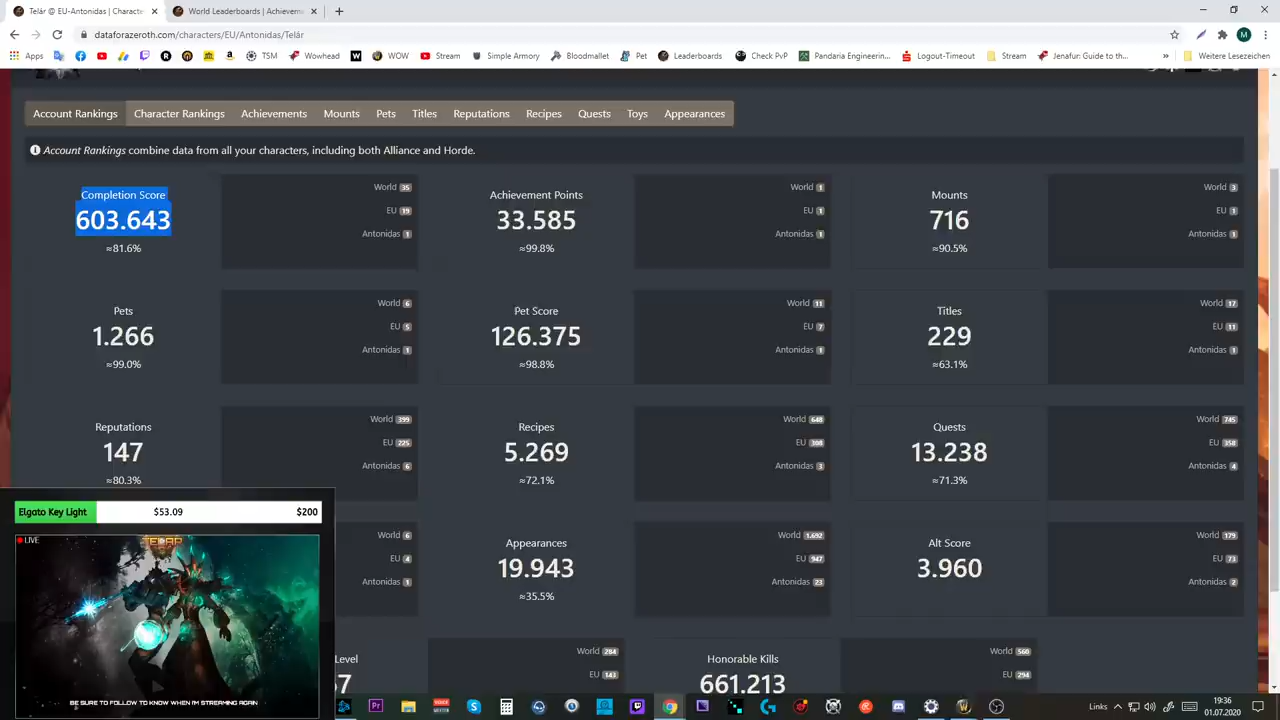 Telár @ EU-Antonidas | Characte
World Leaderboards | Achievem
dataforazeroth.com/characters/EU/Antonidas/Telár
Apps
TSM
Wowhead
WOW
Stream
Simple Armory
Bloodmallet
Pet
Leaderboards
Check PvP
Pandaria Engineerin...
Logout-Timeout
Stream
Jenafur: Guide to th...
»
Weitere Lesezeichen
Account Rankings
Character Rankings
Achievements
Mounts
Pets
Titles
Reputations
Recipes
Quests
Toys
Appearances
Account Rankings combine data from all your characters, including both Alliance and Horde.
Completion Score
603.643
≈81.6%
World 35
EU 19
Antonidas 1
Achievement Points
33.585
≈99.8%
World 1
EU 1
Antonidas 1
Mounts
716
≈90.5%
World 3
EU 1
Antonidas 1
Pets
1.266
≈99.0%
World 6
EU 5
Antonidas 1
Pet Score
126.375
≈98.8%
World 11
EU 7
Antonidas 1
Titles
229
≈63.1%
World 17
EU 11
Antonidas 1
Reputations
147
≈80.3%
World 399
EU 225
Antonidas 6
Recipes
5.269
≈72.1%
World 640
EU 308
Antonidas 3
Quests
13.238
≈71.3%
World 745
EU 358
Antonidas 4
World 6
EU 4
Antonidas 1
Appearances
19.943
≈35.5%
World 1.692
EU 947
Antonidas 23
Alt Score
3.960
World 179
EU 73
Antonidas 2
Level
World 284
EU 143
Honorable Kills
661.213
World 560
EU 294
Elgato Key Light
$53.09
$200
LIVE
TELAR
BE SURE TO FOLLOW TO KNOW WHEN I'M STREAMING AGAIN
Links
19:36
01.07.2020